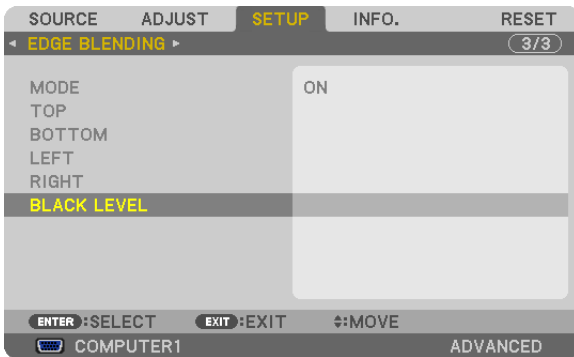 SOURCE ADJUST SETUP INFO. RESET
◂ EDGE BLENDING ▸ 3/3
MODE ON
TOP
BOTTOM
LEFT
RIGHT
BLACK LEVEL
ENTER :SELECT EXIT :EXIT ⬍:MOVE
COMPUTER1 ADVANCED